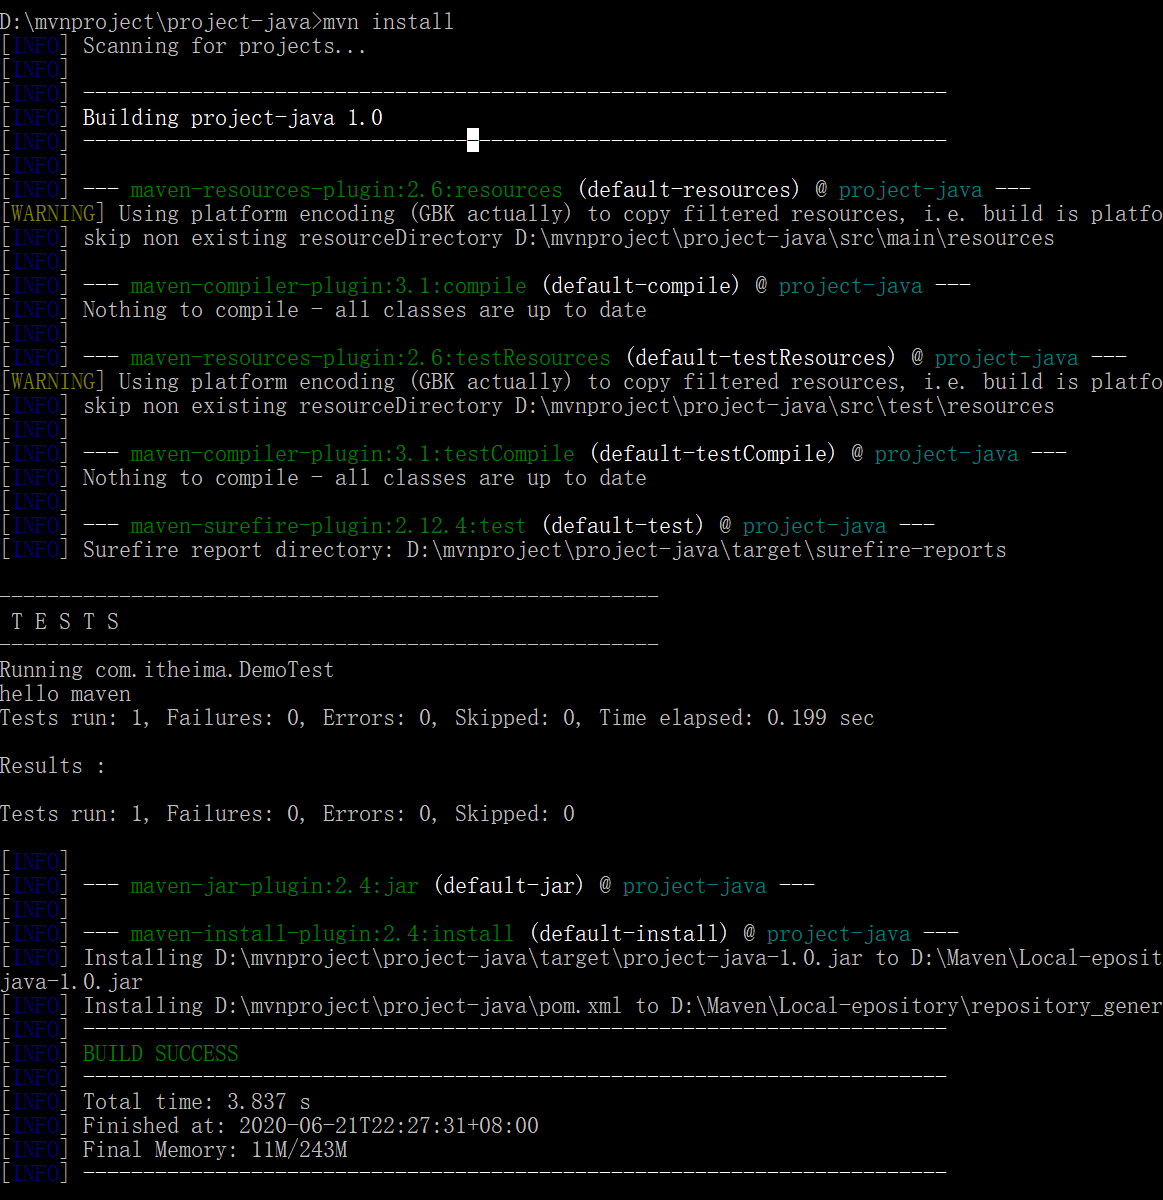 D:\mvnproject\project-java>mvn install
[INFO] Scanning for projects...
[INFO]
[INFO] ------------------------------------------------------------------------
[INFO] Building project-java 1.0
[INFO] ------------------------------------------------------------------------
[INFO]
[INFO] --- maven-resources-plugin:2.6:resources (default-resources) @ project-java ---
[WARNING] Using platform encoding (GBK actually) to copy filtered resources, i.e. build is platfo
[INFO] skip non existing resourceDirectory D:\mvnproject\project-java\src\main\resources
[INFO]
[INFO] --- maven-compiler-plugin:3.1:compile (default-compile) @ project-java ---
[INFO] Nothing to compile - all classes are up to date
[INFO]
[INFO] --- maven-resources-plugin:2.6:testResources (default-testResources) @ project-java ---
[WARNING] Using platform encoding (GBK actually) to copy filtered resources, i.e. build is platfo
[INFO] skip non existing resourceDirectory D:\mvnproject\project-java\src\test\resources
[INFO]
[INFO] --- maven-compiler-plugin:3.1:testCompile (default-testCompile) @ project-java ---
[INFO] Nothing to compile - all classes are up to date
[INFO]
[INFO] --- maven-surefire-plugin:2.12.4:test (default-test) @ project-java ---
[INFO] Surefire report directory: D:\mvnproject\project-java\target\surefire-reports
-------------------------------------------------------
T E S T S
-------------------------------------------------------
Running com.itheima.DemoTest
hello maven
Tests run: 1, Failures: 0, Errors: 0, Skipped: 0, Time elapsed: 0.199 sec
Results :
Tests run: 1, Failures: 0, Errors: 0, Skipped: 0
[INFO]
[INFO] --- maven-jar-plugin:2.4:jar (default-jar) @ project-java ---
[INFO]
[INFO] --- maven-install-plugin:2.4:install (default-install) @ project-java ---
[INFO] Installing D:\mvnproject\project-java\target\project-java-1.0.jar to D:\Maven\Local-eposit
java-1.0.jar
[INFO] Installing D:\mvnproject\project-java\pom.xml to D:\Maven\Local-epository\repository_gener
[INFO] ------------------------------------------------------------------------
[INFO] BUILD SUCCESS
[INFO] ------------------------------------------------------------------------
[INFO] Total time: 3.837 s
[INFO] Finished at: 2020-06-21T22:27:31+08:00
[INFO] Final Memory: 11M/243M
[INFO] ------------------------------------------------------------------------